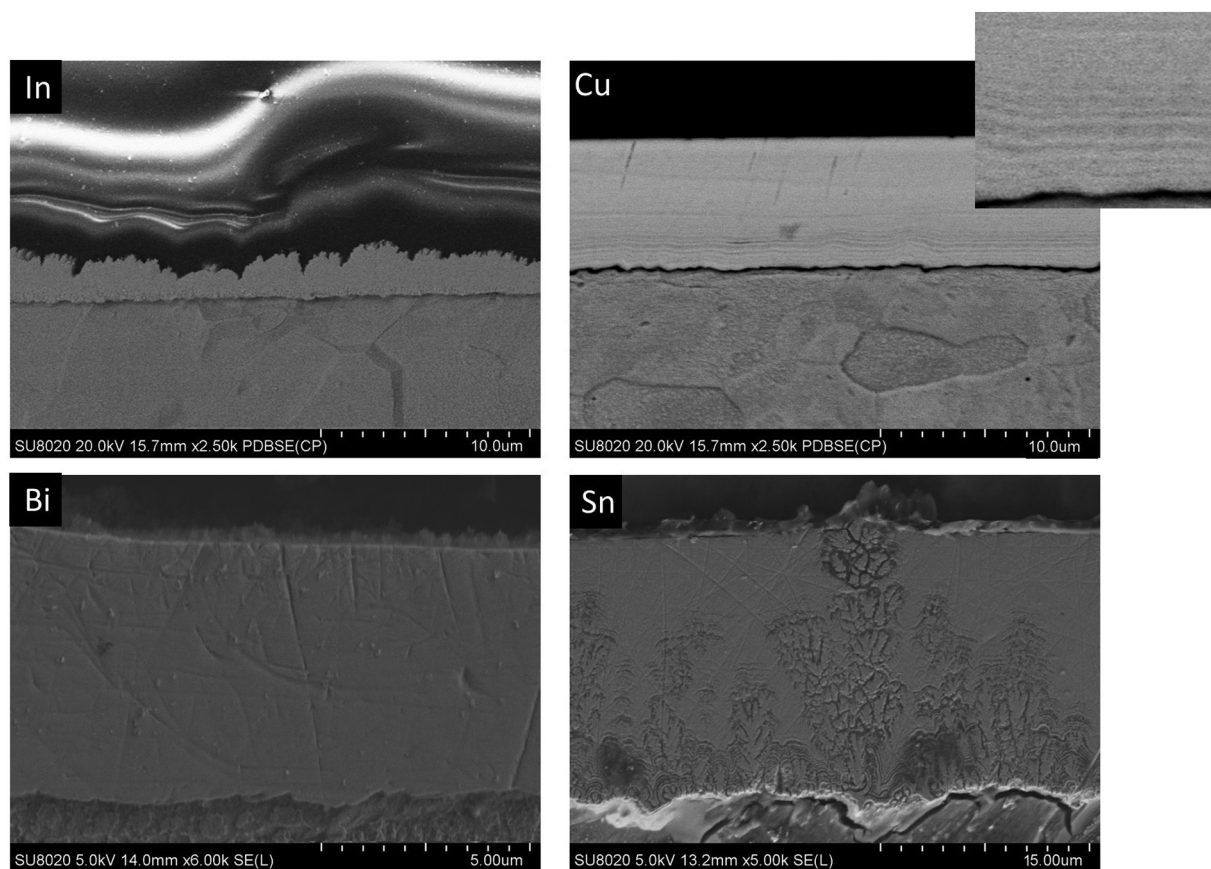 In
Cu
SU8020 20.0kV 15.7mm x2.50k PDBSE(CP) 10.0um
SU8020 20.0kV 15.7mm x2.50k PDBSE(CP) 10.0um
Bi
Sn
SU8020 5.0kV 14.0mm x6.00k SE(L) 5.00um
SU8020 5.0kV 13.2mm x5.00k SE(L) 15.00um